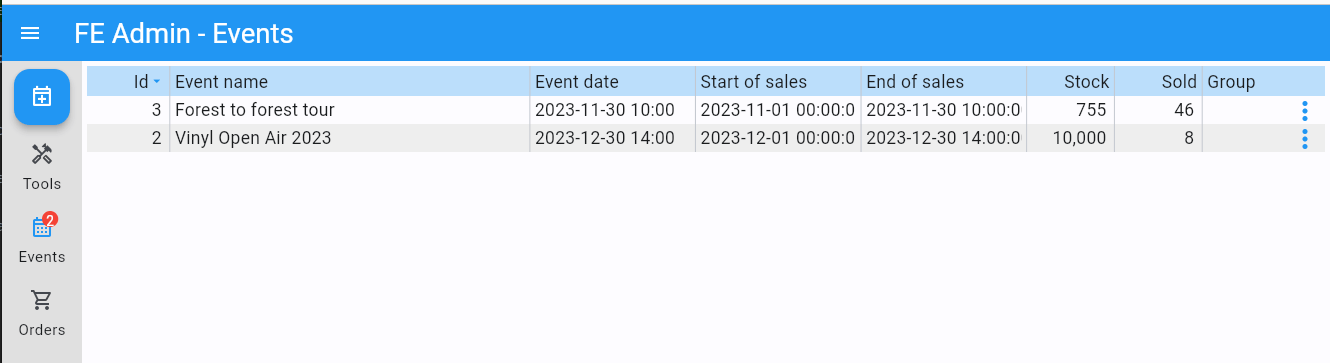 FE Admin - Events
Id Event name Event date Start of sales End of sales Stock Sold Group
3 Forest to forest tour 2023-11-30 10:00 2023-11-01 00:00:0 2023-11-30 10:00:0 755 46
2 Vinyl Open Air 2023 2023-12-30 14:00 2023-12-01 00:00:0 2023-12-30 14:00:00 10,000 8
Tools
2
Events
Orders